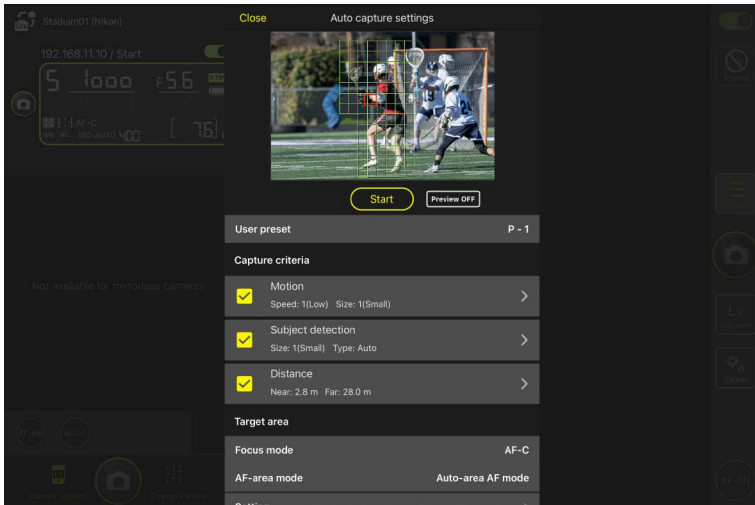 Staduim01 [Nikon]
Close
Auto capture settings
192.168.11.10 / Start
5 1000 F5.6
AF-C
ISO-AUTO 400 [ 76]
Start
Preview OFF
User preset P - 1
Capture criteria
Not available for mirrorless cameras
Motion
Speed: 1(Low) Size: 1(Small)
Subject detection
Size: 1(Small) Type: Auto
Distance
Near: 2.8 m Far: 28.0 m
Target area
Focus mode AF-C
AF-area mode Auto-area AF mode
LV
AF-ON
AF-ON
Camera Control
24